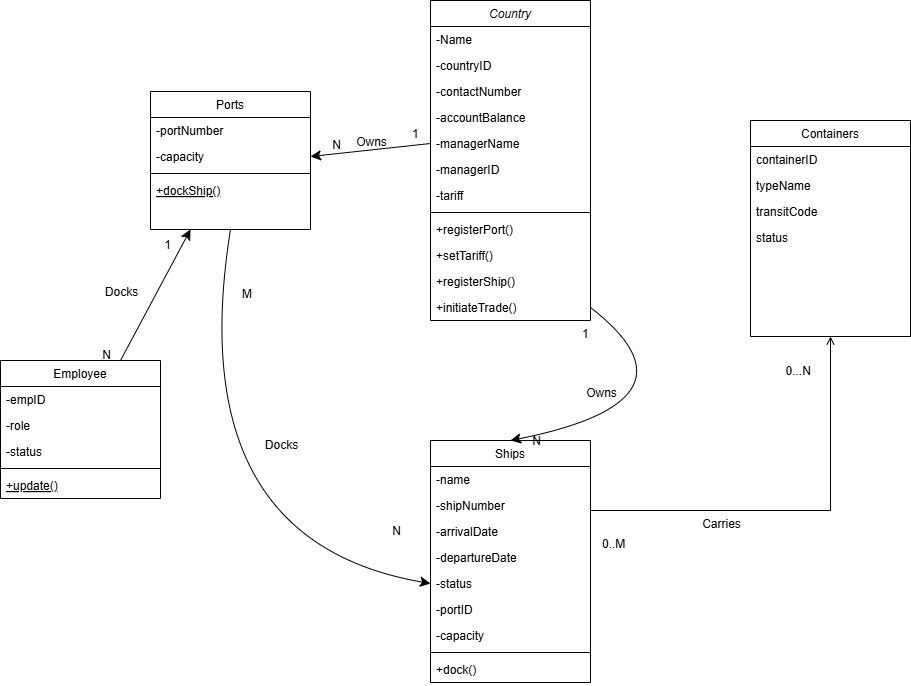 Country
-Name
-countryID
-contactNumber
-accountBalance
-managerName
-managerID
-tariff
+registerPort()
+setTariff()
+registerShip()
+initiateTrade()
Ports
-portNumber
-capacity
+dockShip()
N
Owns
1
Containers
containerID
typeName
transitCode
status
1
Docks
N
M
Employee
-empID
-role
-status
+update()
1
Owns
N
0...N
Docks
N
Ships
-name
-shipNumber
-arrivalDate
-departureDate
-status
-portID
-capacity
+dock()
Carries
0..M